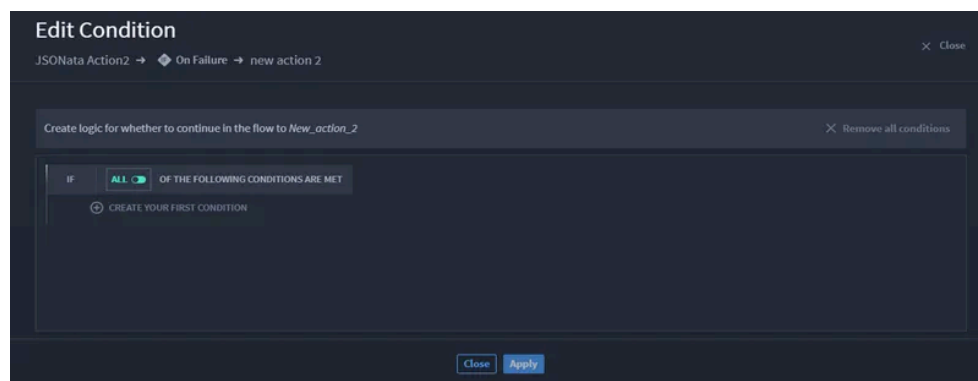 Edit Condition
× Close
JSONata Action2 → On Failure → new action 2
Create logic for whether to continue in the flow to New_action_2
× Remove all conditions
IF ALL OF THE FOLLOWING CONDITIONS ARE MET
CREATE YOUR FIRST CONDITION
Close Apply